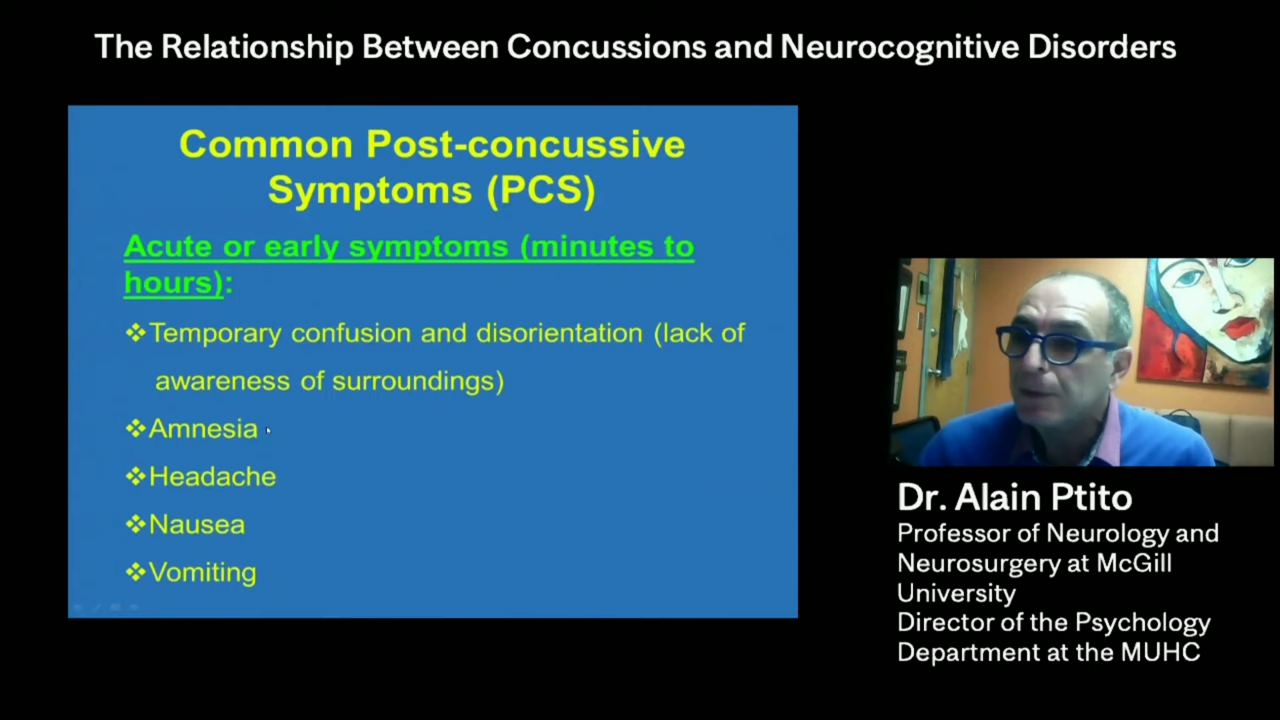 The Relationship Between Concussions and Neurocognitive Disorders
Common Post-concussive
Symptoms (PCS)
Acute or early symptoms (minutes to
hours):
❖Temporary confusion and disorientation (lack of
awareness of surroundings)
❖Amnesia
❖Headache
❖Nausea
❖Vomiting
Dr. Alain Ptito
Professor of Neurology and
Neurosurgery at McGill
University
Director of the Psychology
Department at the MUHC